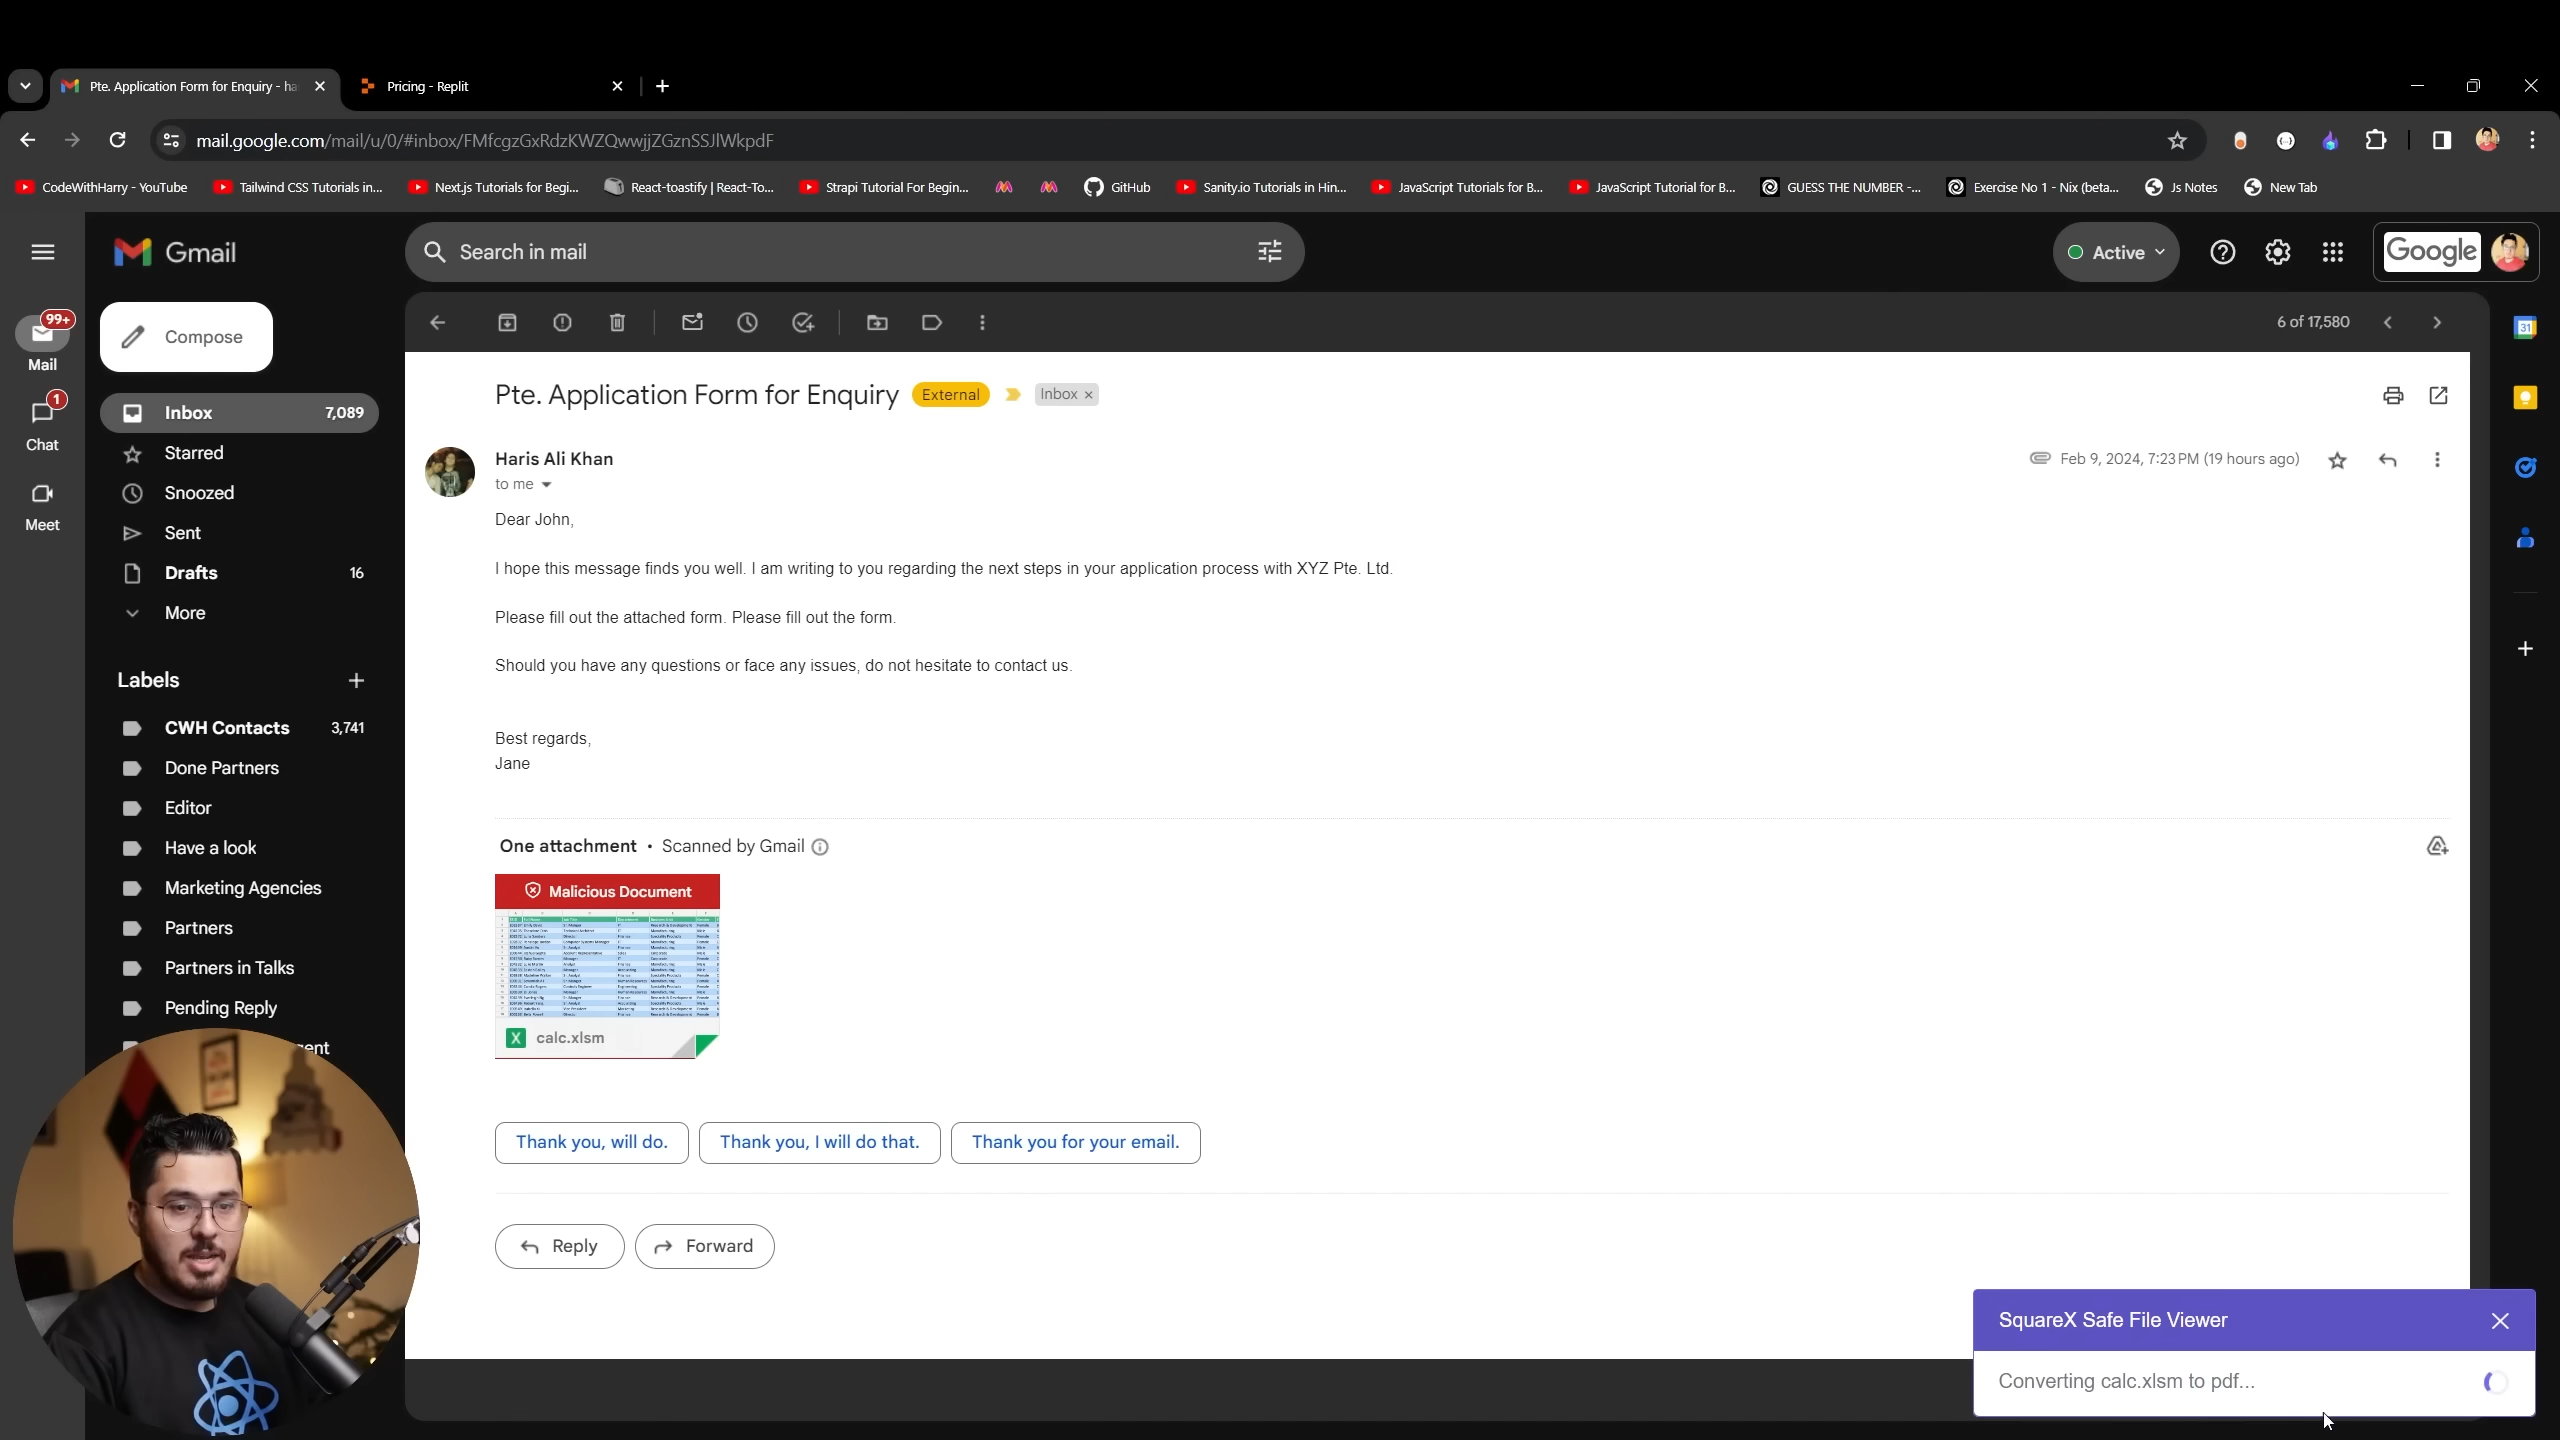 Pte. Application Form for Enquiry - ha
Pricing - Replit
mail.google.com/mail/u/0/#inbox/FMfcgzGxRdzKWZQwwjjZGznSSJlWkpdF
CodeWithHarry - YouTube
Tailwind CSS Tutorials in...
Next.js Tutorials for Begi...
React-toastify | React-To...
Strapi Tutorial For Begin...
GitHub
Sanity.io Tutorials in Hin...
JavaScript Tutorials for B...
JavaScript Tutorial for B...
GUESS THE NUMBER -...
Exercise No 1 - Nix (beta...
Js Notes
New Tab
Gmail
Search in mail
Active
Google
99+
Mail
1
Chat
Meet
Compose
Inbox 7,089
Starred
Snoozed
Sent
Drafts 16
More
Labels
CWH Contacts 3,741
Done Partners
Editor
Have a look
Marketing Agencies
Partners
Partners in Talks
Pending Reply
6 of 17,580
31
Pte. Application Form for Enquiry External Inbox ×
Haris Ali Khan
Feb 9, 2024, 7:23 PM (19 hours ago)
to me
Dear John,
I hope this message finds you well. I am writing to you regarding the next steps in your application process with XYZ Pte. Ltd.
Please fill out the attached form. Please fill out the form.
Should you have any questions or face any issues, do not hesitate to contact us.
Best regards,
Jane
One attachment • Scanned by Gmail
Malicious Document
X calc.xlsm
Thank you, will do.
Thank you, I will do that.
Thank you for your email.
Reply
Forward
SquareX Safe File Viewer
Converting calc.xlsm to pdf...